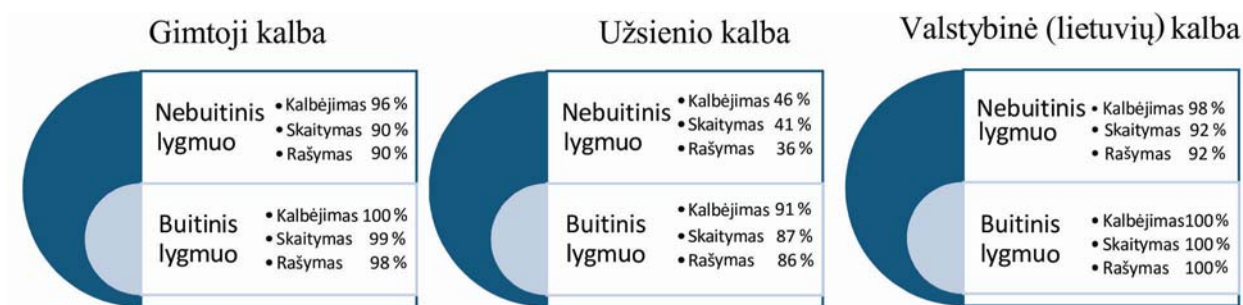 Gimtoji kalba
Nebuitinis lygmuo
• Kalbėjimas 96 %
• Skaitymas 90 %
• Rašymas 90 %
Buitinis lygmuo
• Kalbėjimas 100 %
• Skaitymas 99 %
• Rašymas 98 %
Užsienio kalba
Nebuitinis lygmuo
• Kalbėjimas 46 %
• Skaitymas 41 %
• Rašymas 36 %
Buitinis lygmuo
• Kalbėjimas 91 %
• Skaitymas 87 %
• Rašymas 86 %
Valstybinė (lietuvių) kalba
Nebuitinis lygmuo
• Kalbėjimas 98 %
• Skaitymas 92 %
• Rašymas 92 %
Buitinis lygmuo
• Kalbėjimas100 %
• Skaitymas 100 %
• Rašymas 100%